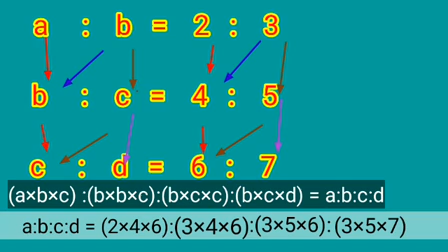 a : b = 2 : 3
b : c = 4 : 5
c : d = 6 : 7
(a×b×c) :(b×b×c):(b×c×c):(b×c×d) = a:b:c:d
a:b:c:d = (2×4×6):(3×4×6):(3×5×6): (3×5×7)